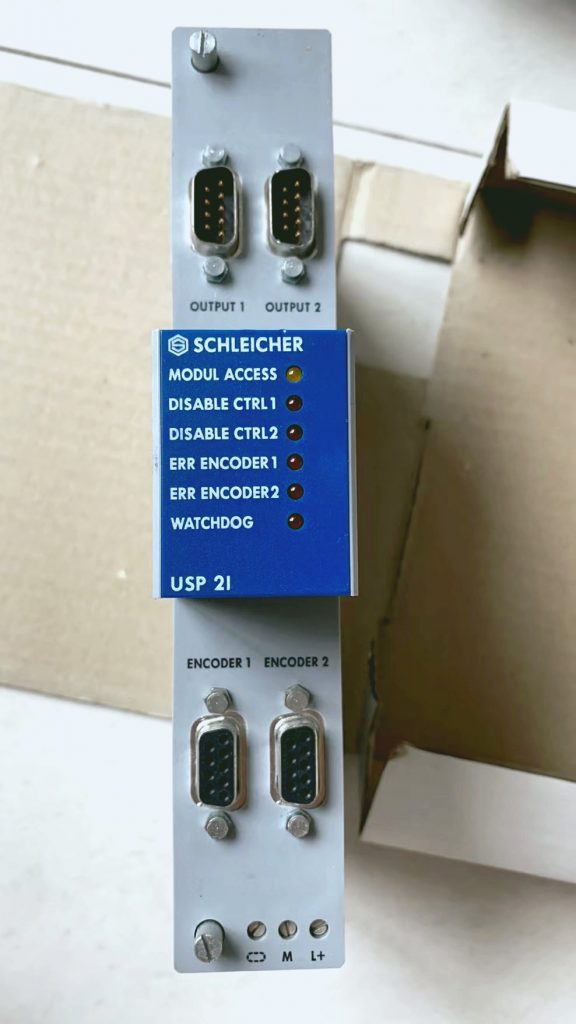 OUTPUT 1 OUTPUT 2
SCHLEICHER
MODUL ACCESS
DISABLE CTRL1
DISABLE CTRL2
ERR ENCODER1
ERR ENCODER2
WATCHDOG
USP 2I
ENCODER 1 ENCODER 2
M L+